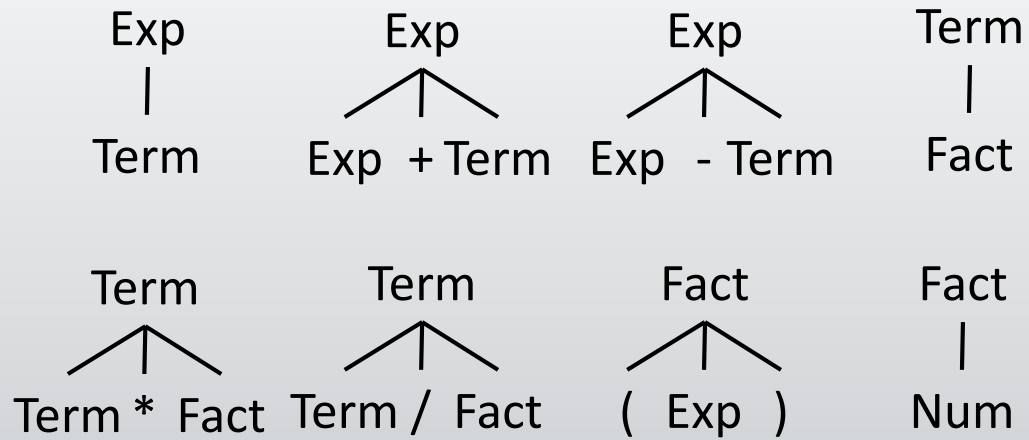 Exp Exp Exp Term
Term Exp + Term Exp - Term Fact
Term Term Fact Fact
Term * Fact Term / Fact ( Exp ) Num